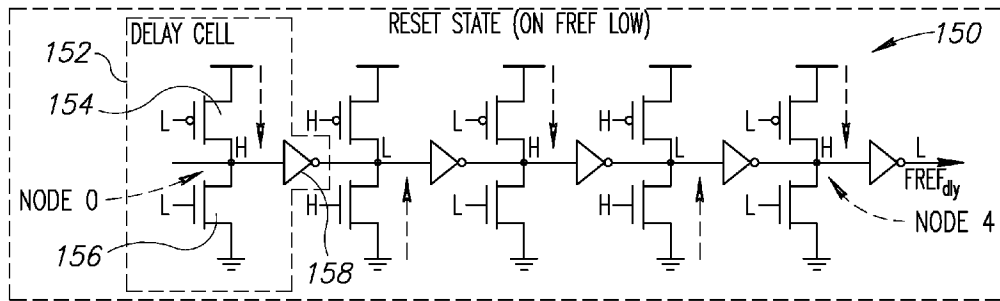 RESET STATE (ON FREF LOW)
DELAY CELL
152
150
154
L H H L L H H L L H L
FREFdly
NODE 0
L H L H L
NODE 4
156
158